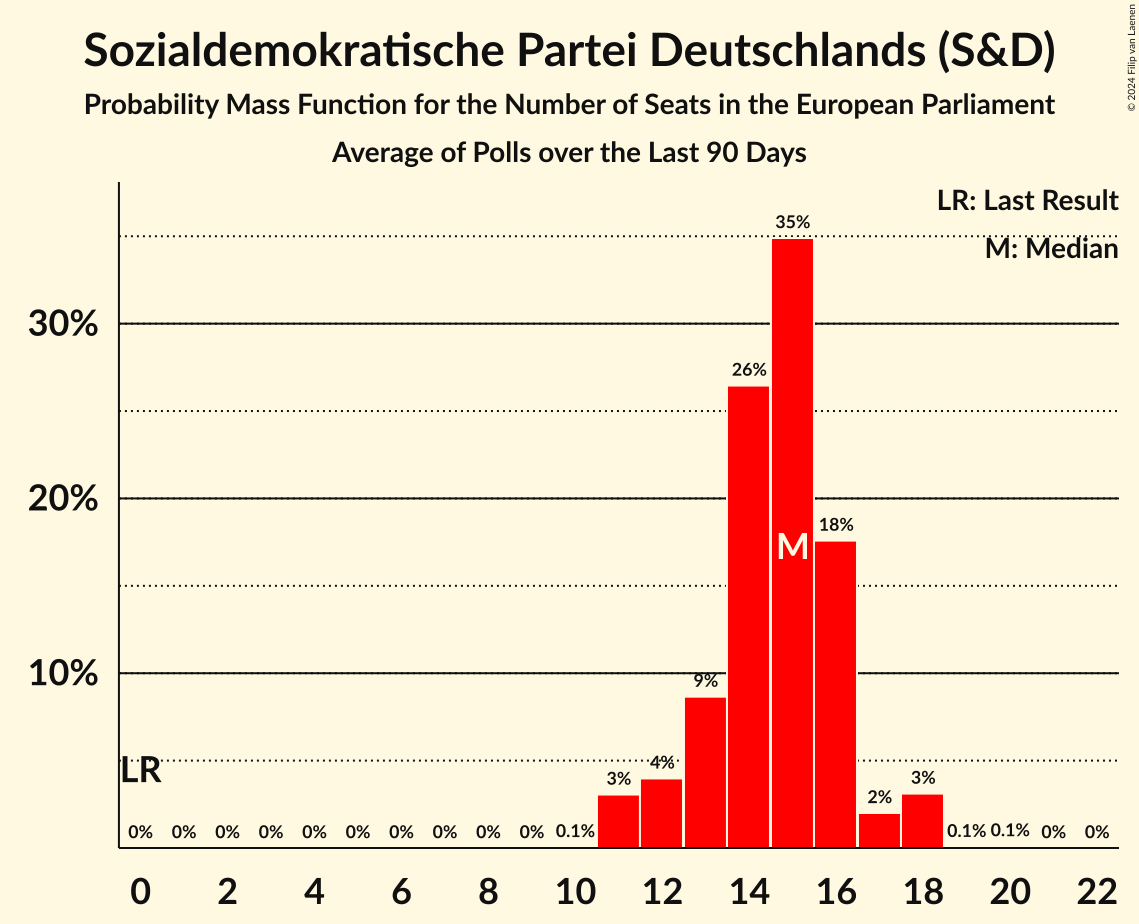 Sozialdemokratische Partei Deutschlands (S&D)
Probability Mass Function for the Number of Seats in the European Parliament
Average of Polls over the Last 90 Days
© 2024 Filip van Laenen
LR: Last Result
M: Median
35%
30%
26%
20%
18%
M
10%
9%
LR
4%
3%
3%
2%
0% 0% 0% 0% 0% 0% 0% 0% 0% 0% 0.1% 0.1% 0.1% 0% 0%
0 2 4 6 8 10 12 14 16 18 20 22